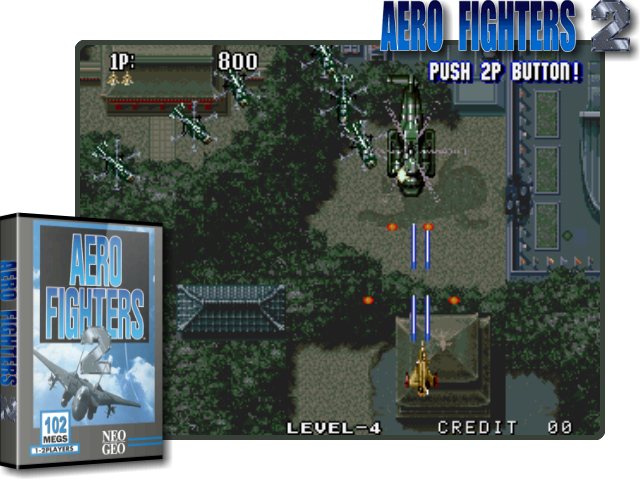 AERO FIGHTERS 2
1P: 800
PUSH 2P BUTTON!
AERO FIGHTERS 2
AERO
FIGHTERS
2
102
MEGS
1-2PLAYERS
NEO
GEO
LEVEL-4 CREDIT 00